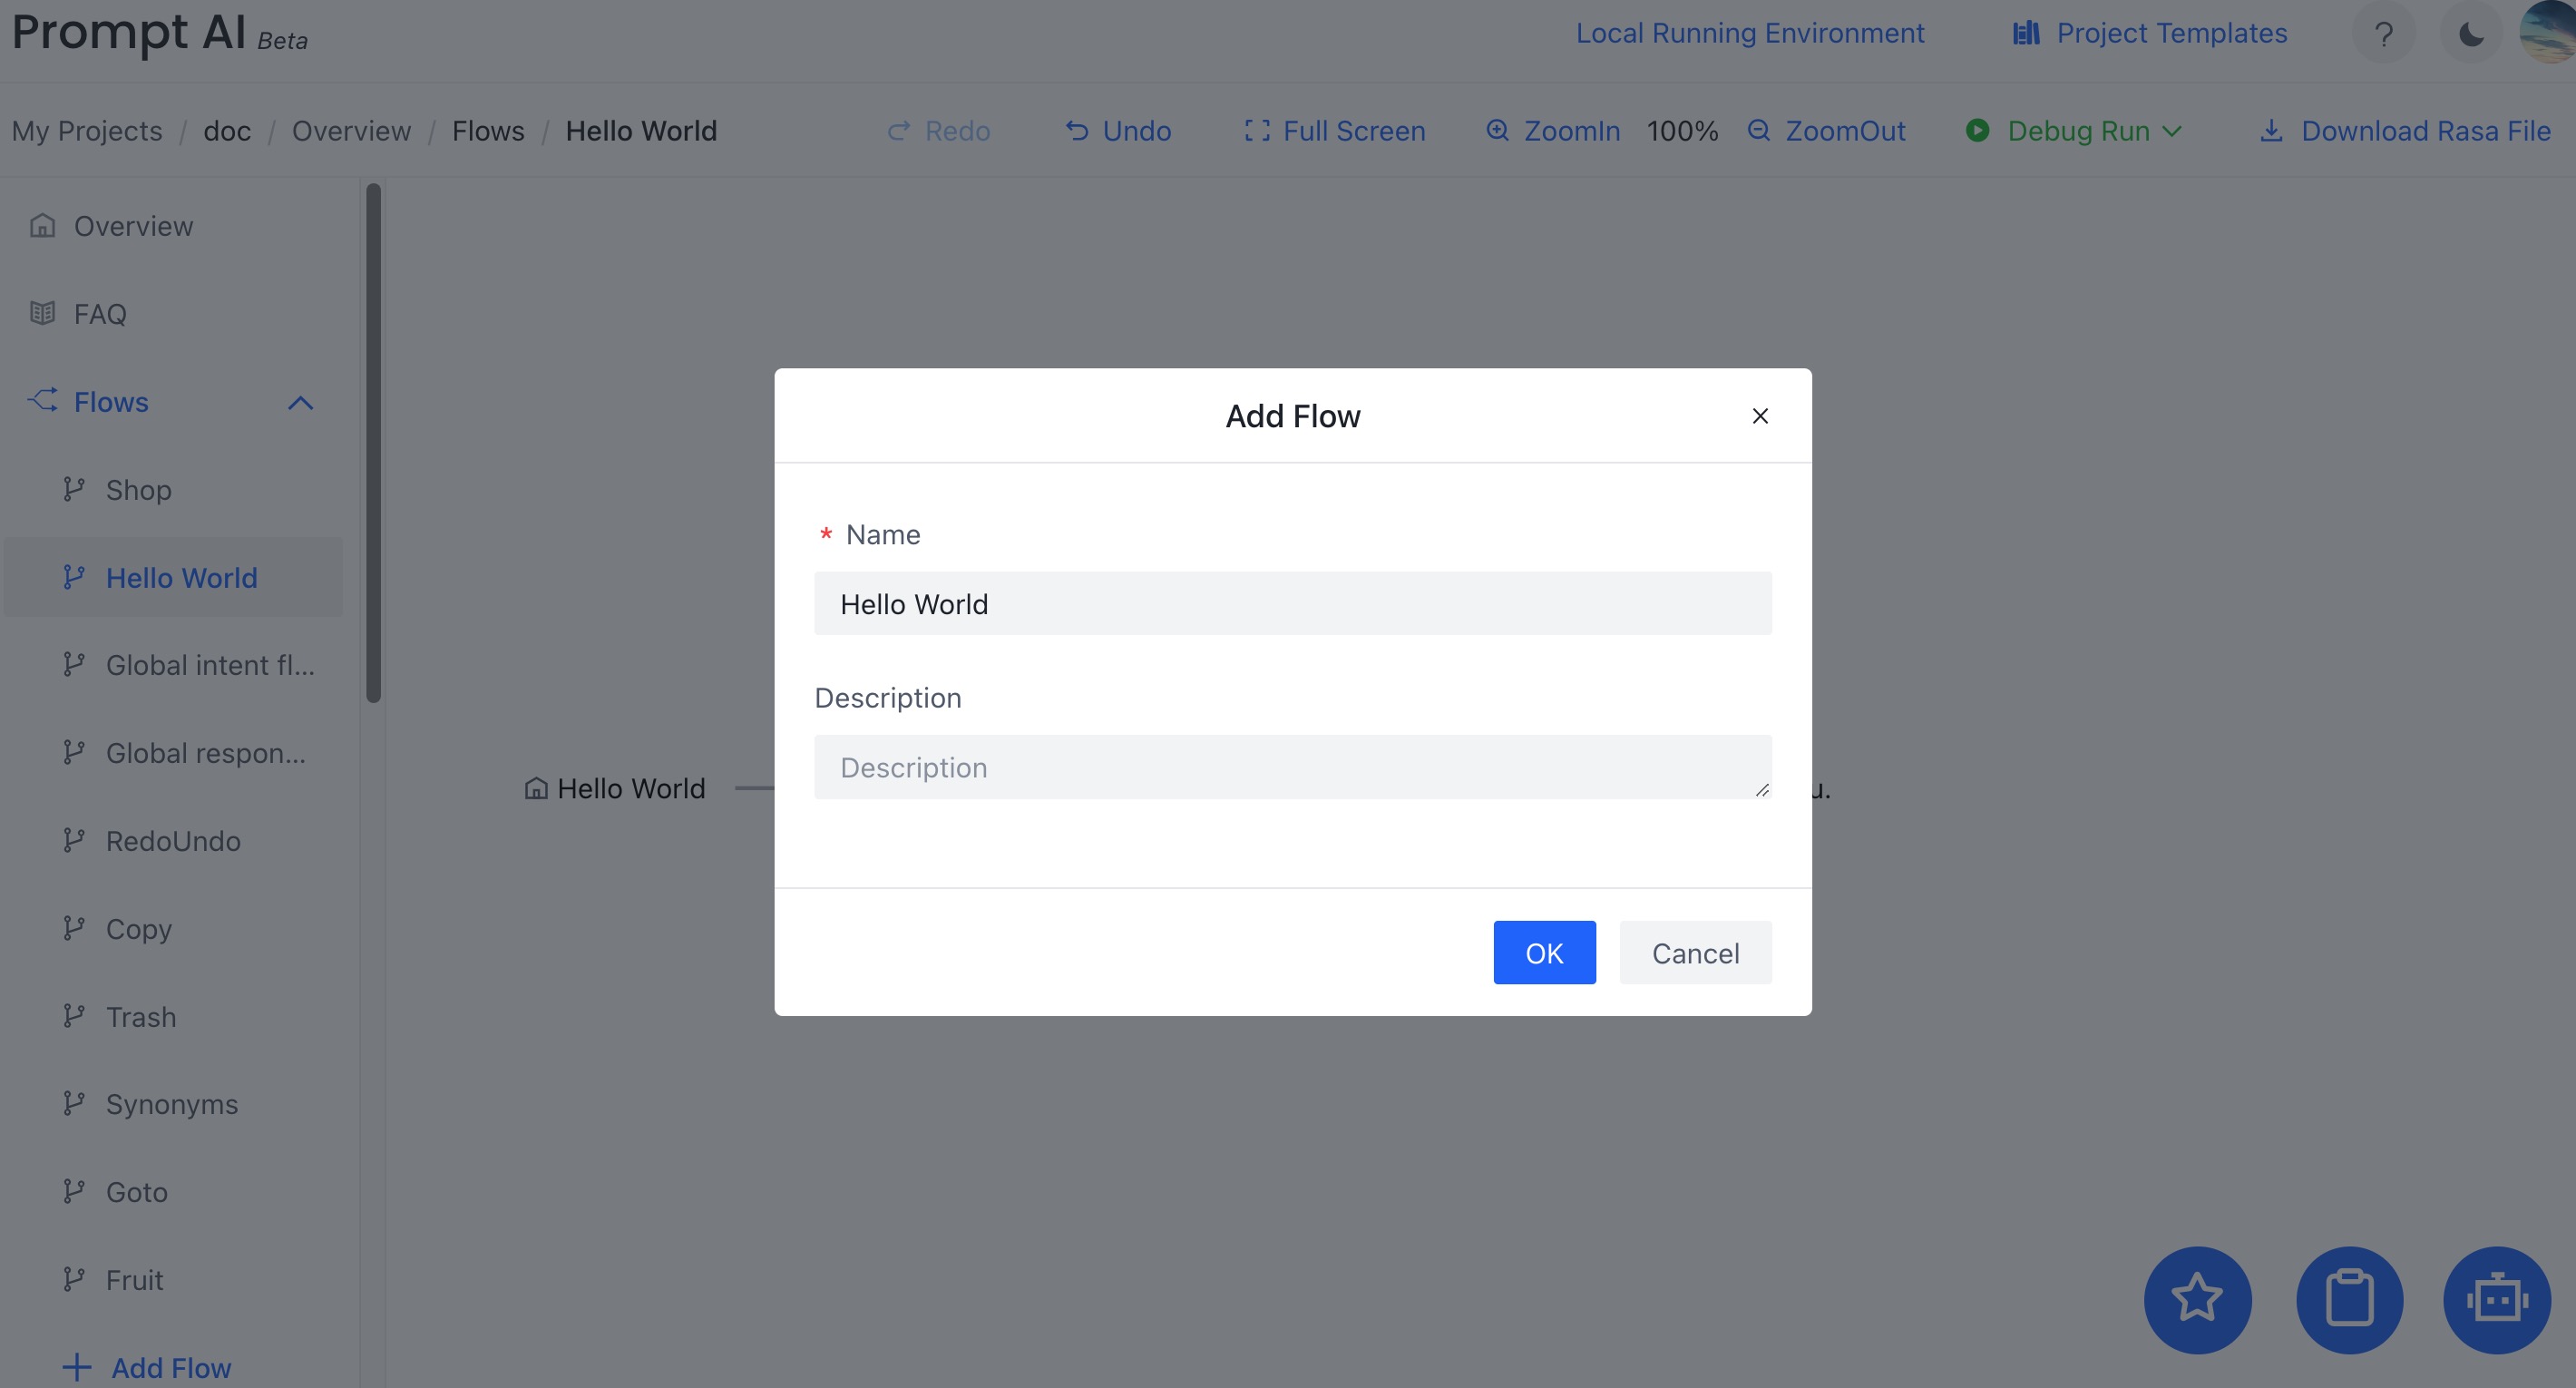 Prompt AI Beta
Local Running Environment
Project Templates
?
My Projects / doc / Overview / Flows / Hello World
Redo
Undo
Full Screen
ZoomIn 100% ZoomOut
Debug Run
Download Rasa File
Overview
FAQ
Flows
Shop
Hello World
Global intent fl...
Global respon...
RedoUndo
Copy
Trash
Synonyms
Goto
Fruit
Add Flow
Hello World
u.
Add Flow
* Name
Hello World
Description
Description
OK
Cancel